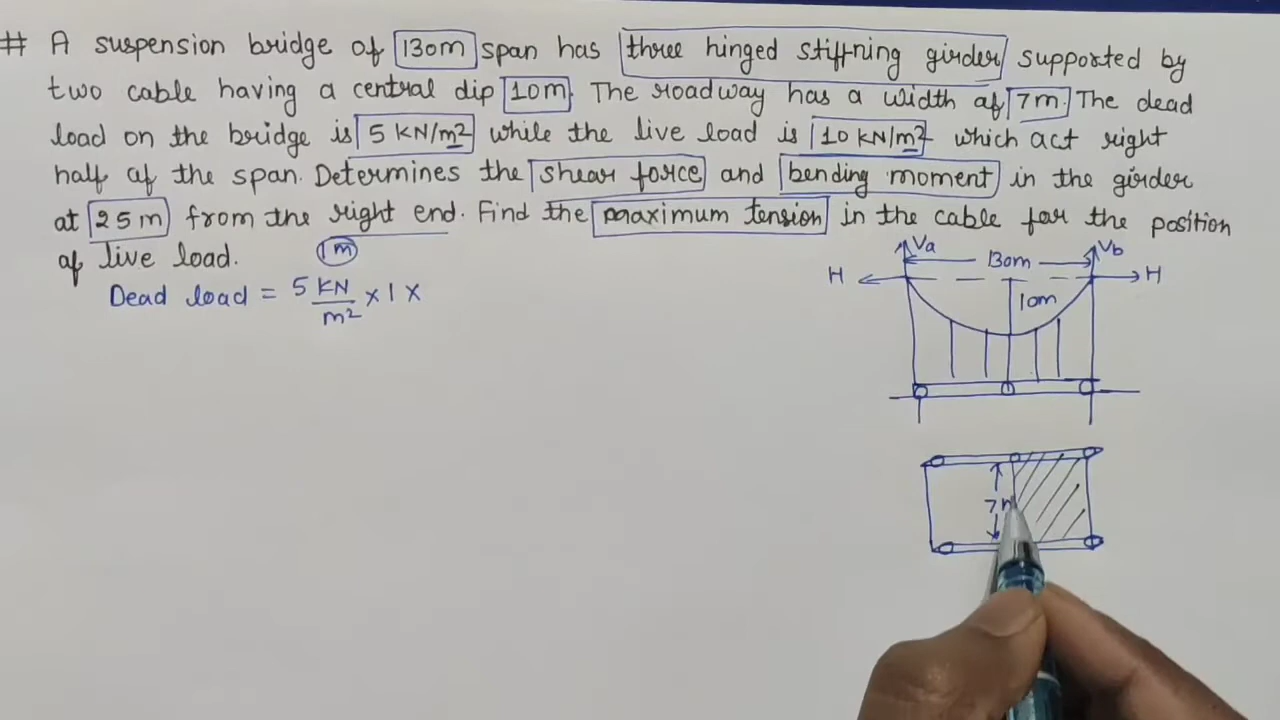 # A suspension bridge of 130m span has three hinged stiffning girder supported by
two cable having a central dip 10m. The roadway has a width of 7m. The dead
load on the bridge is 5 KN/m2 while the live load is 10 KN/m2 which act right
half of the span. Determines the shear force and bending moment in the girder
at 25m from the right end. Find the maximum tension in the cable for the position
of live load. 1m
Dead load = 5 KN/m2 × 1 ×
Va Vb
H 130m H
10m